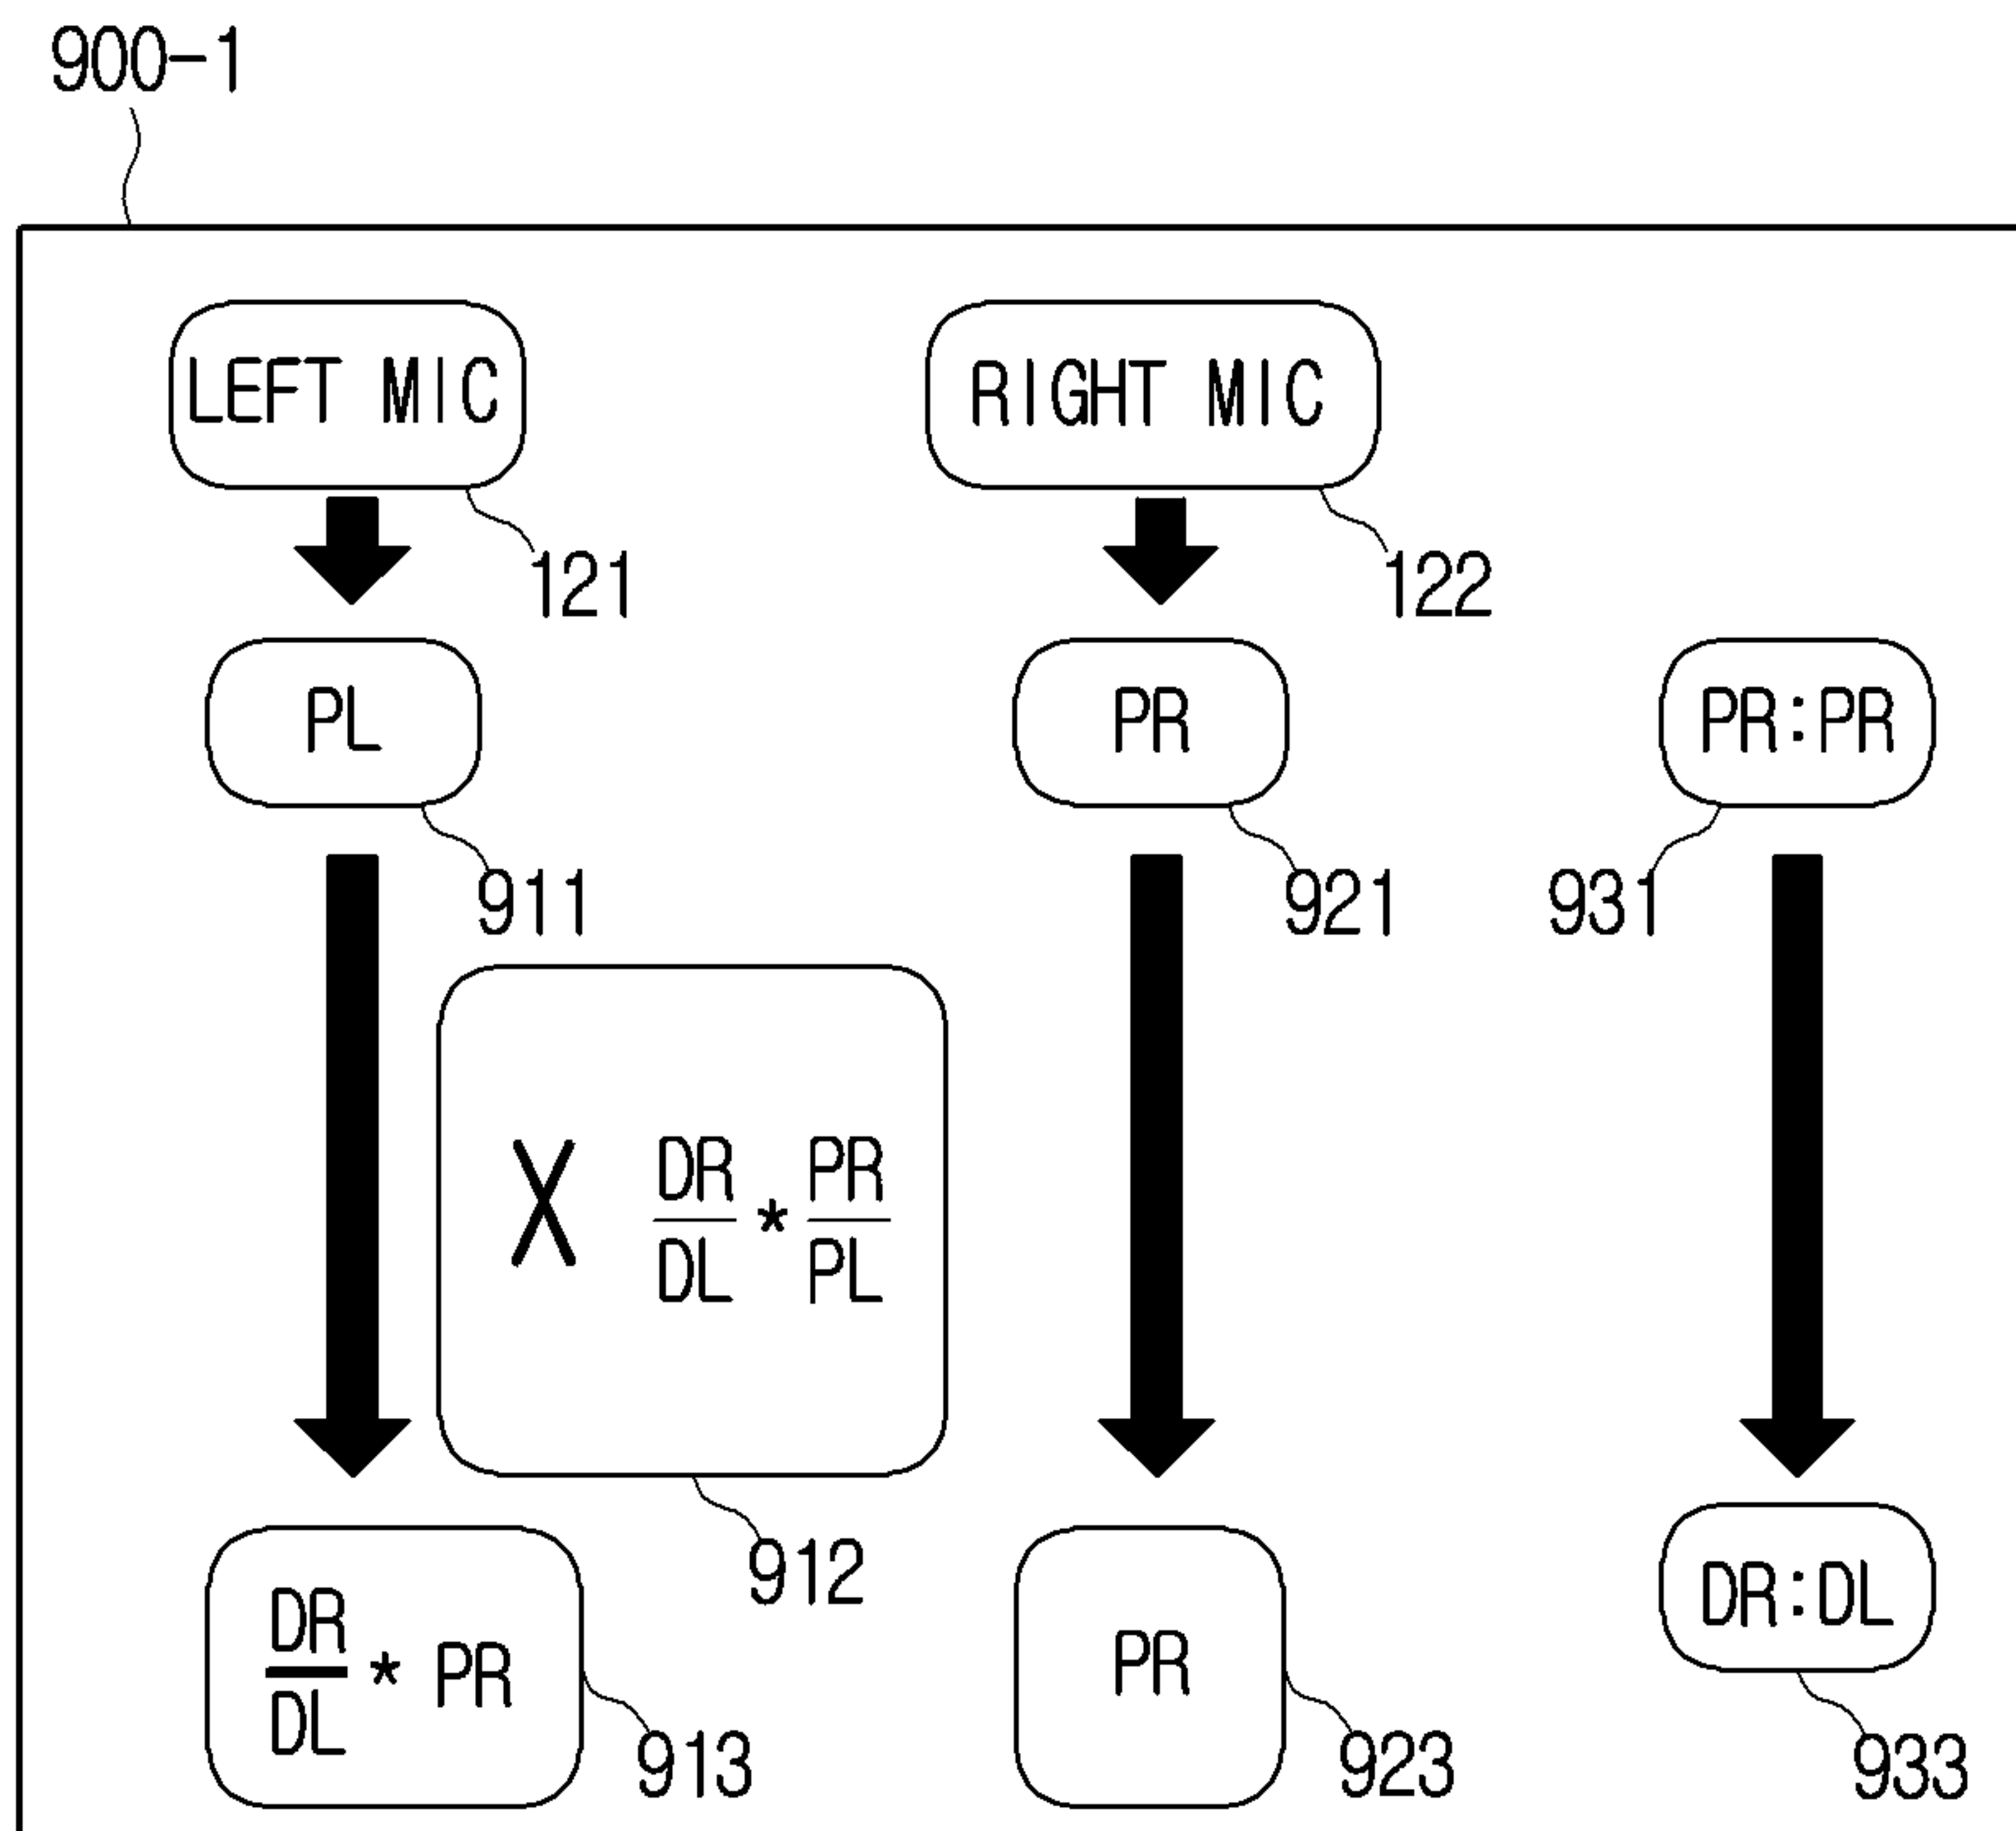 900-1
LEFT MIC
RIGHT MIC
121
122
PL
PR
PR:PR
911
921
931
X DR/DL * PR/PL
912
DR/DL * PR
PR
DR:DL
913
923
933